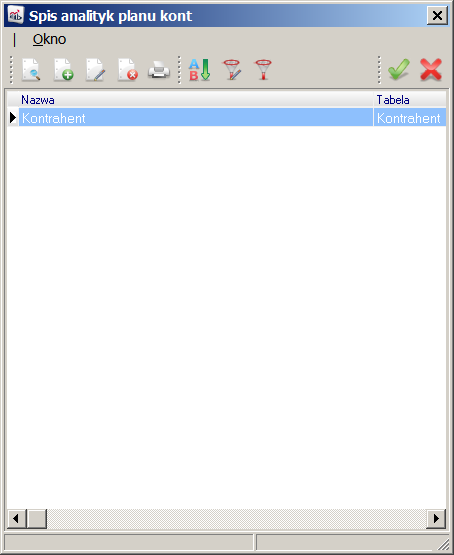 Spis analityk planu kont
Okno
A
B
Nazwa Tabela
Kontrahent Kontrahent